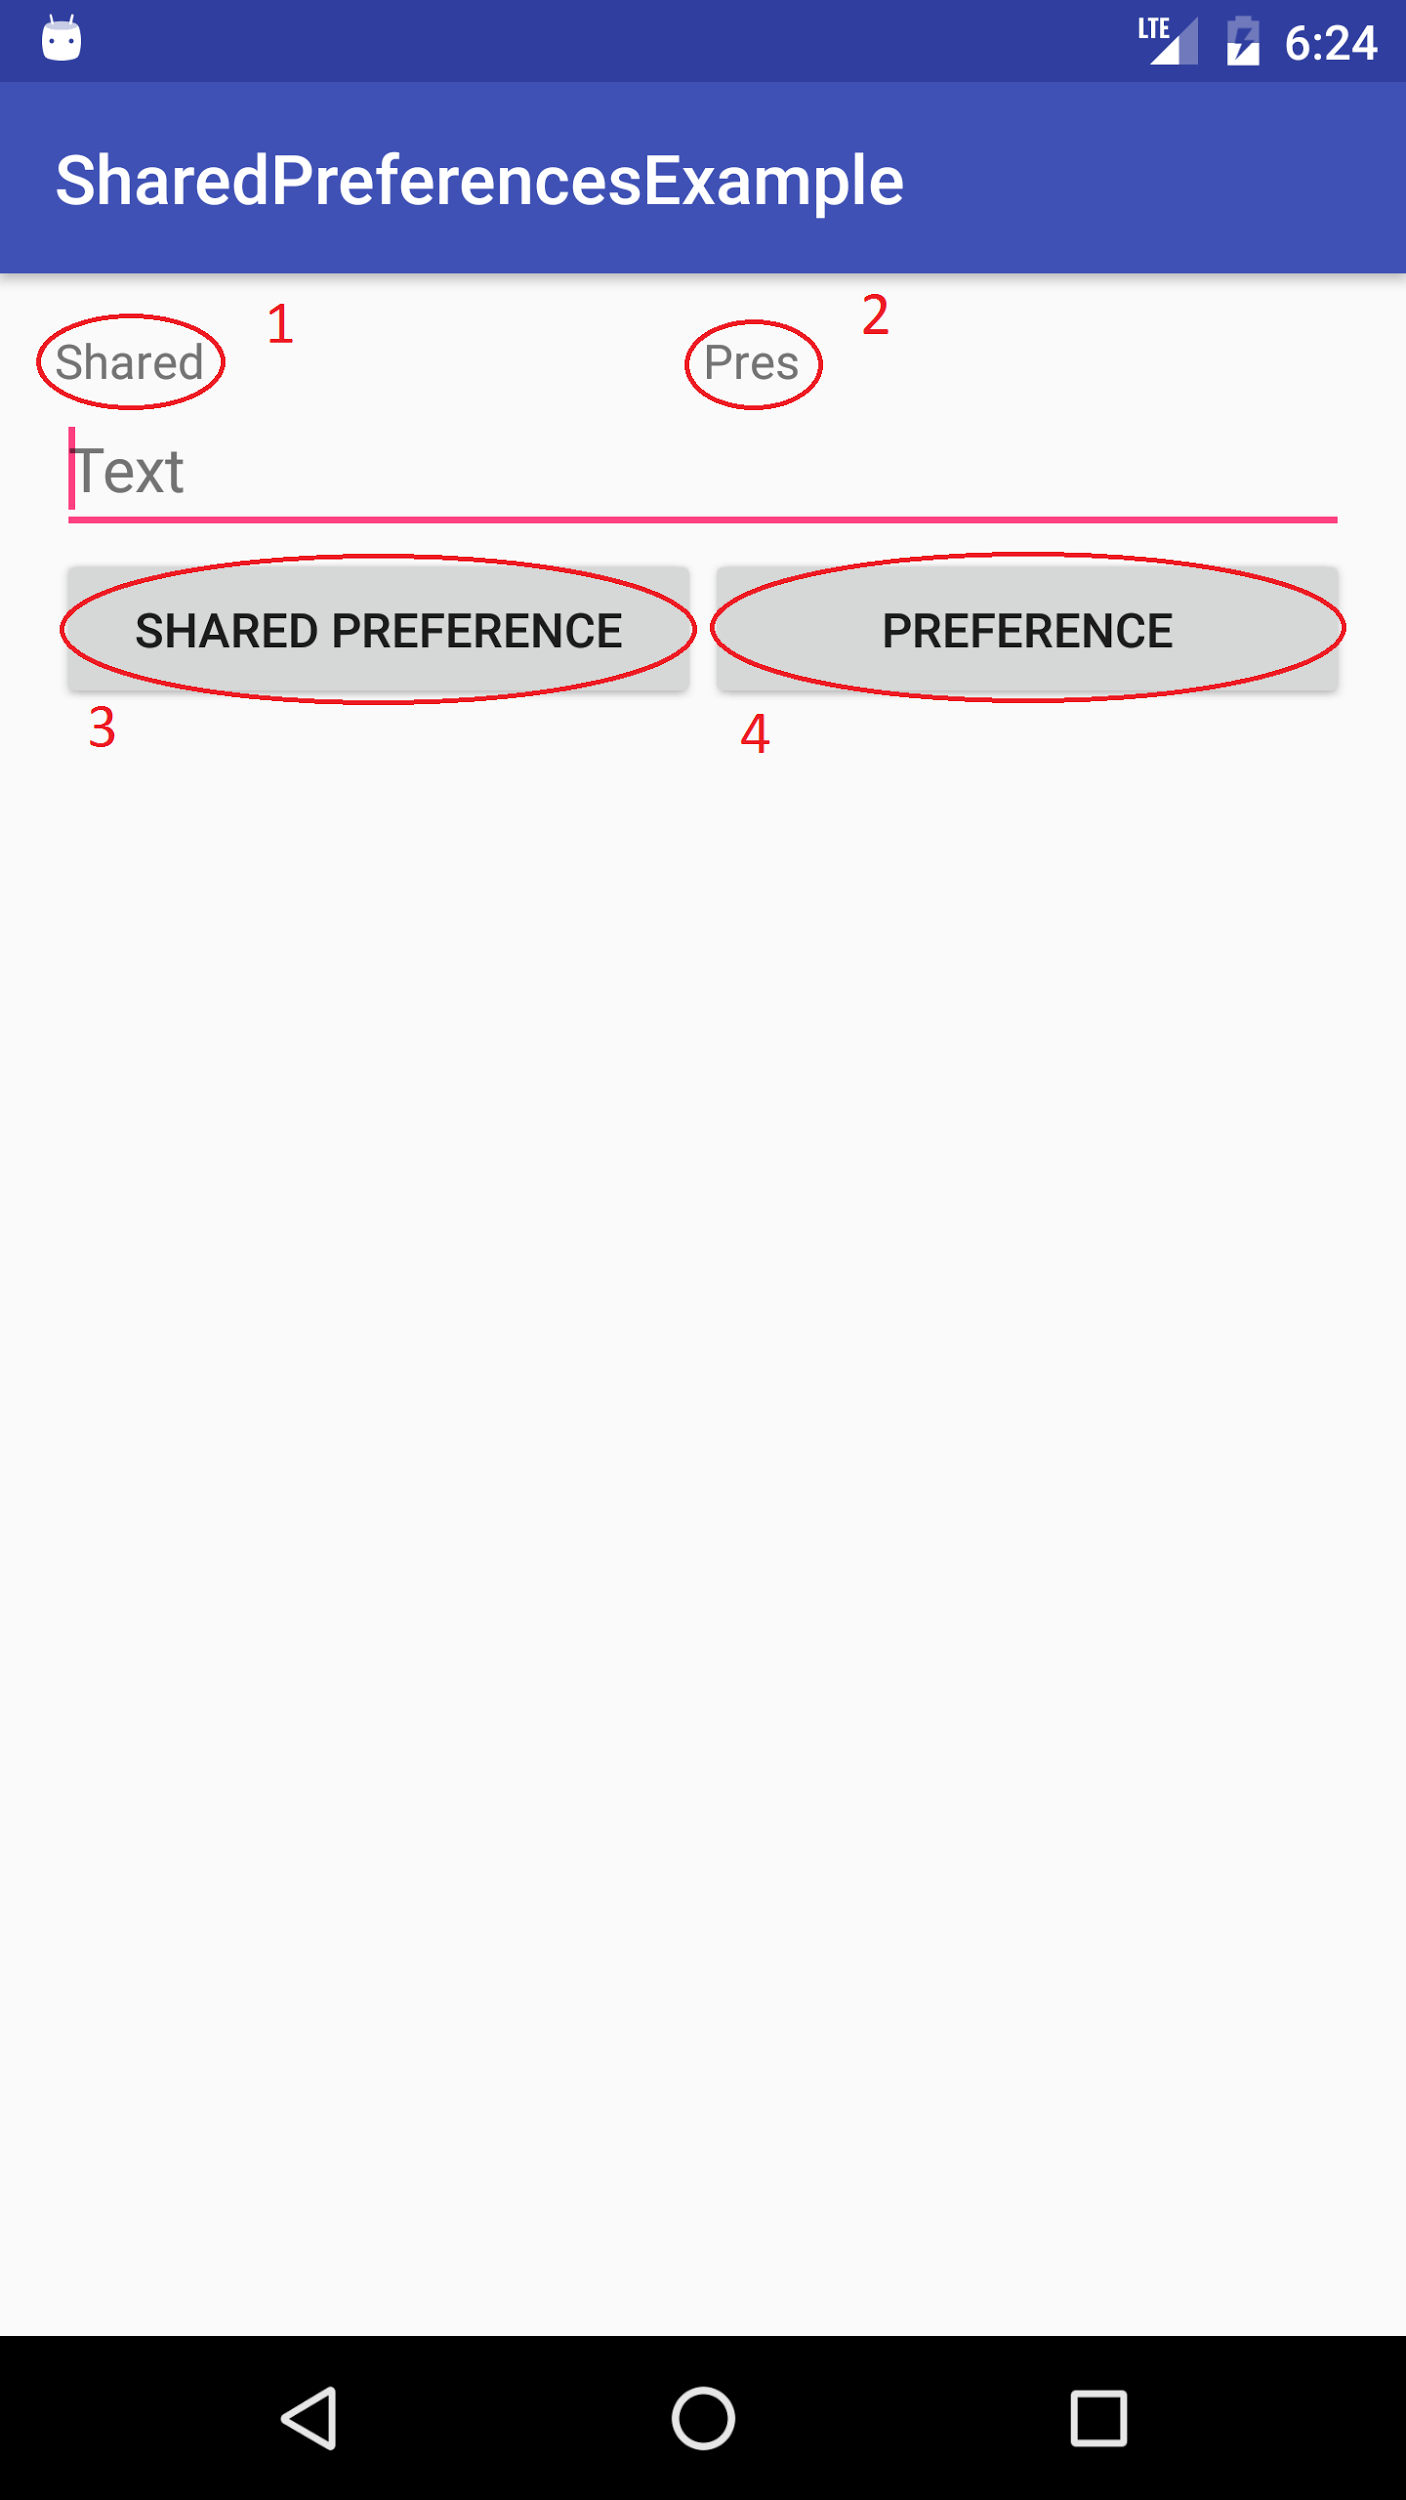 LTE 6:24
SharedPreferencesExample
1 2
Shared Pres
Text
SHARED PREFERENCE PREFERENCE
3 4